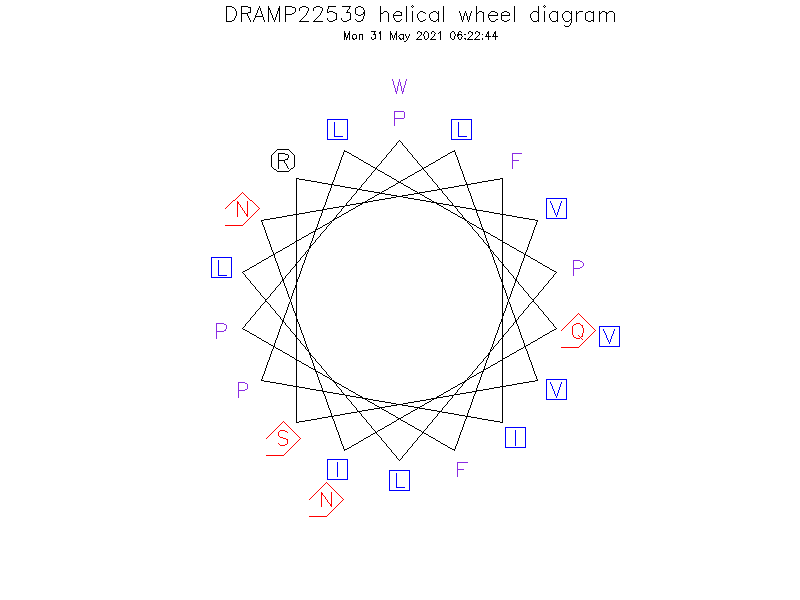 DRAMP22539 helical wheel diagram
Mon 31 May 2021 06:22:44
W
L P L
R F
N V
L P
P Q V
P V
S I
I L F
N